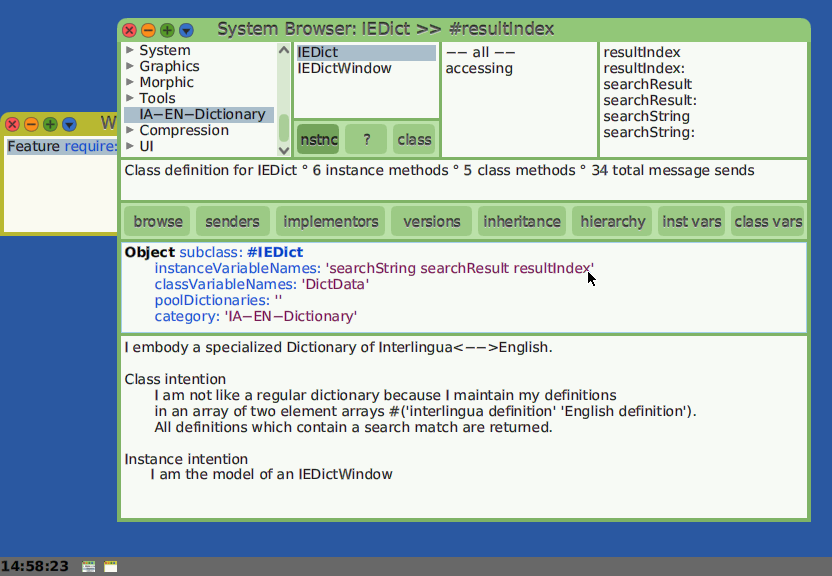 System Browser: IEDict >> #resultIndex
System
Graphics
Morphic
Tools
IA−EN−Dictionary
Compression
UI
IEDict
IEDictWindow
nstnc
?
class
−− all −−
accessing
resultIndex
resultIndex:
searchResult
searchResult:
searchString
searchString:
W
Feature require:
Class definition for IEDict ° 6 instance methods ° 5 class methods ° 34 total message sends
browse
senders
implementors
versions
inheritance
hierarchy
inst vars
class vars
Object subclass: #IEDict
instanceVariableNames: 'searchString searchResult resultIndex'
classVariableNames: 'DictData'
poolDictionaries: ''
category: 'IA−EN−Dictionary'
I embody a specialized Dictionary of Interlingua<−−>English.
Class intention
I am not like a regular dictionary because I maintain my definitions
in an array of two element arrays #('interlingua definition' 'English definition').
All definitions which contain a search match are returned.
Instance intention
I am the model of an IEDictWindow
14:58:23